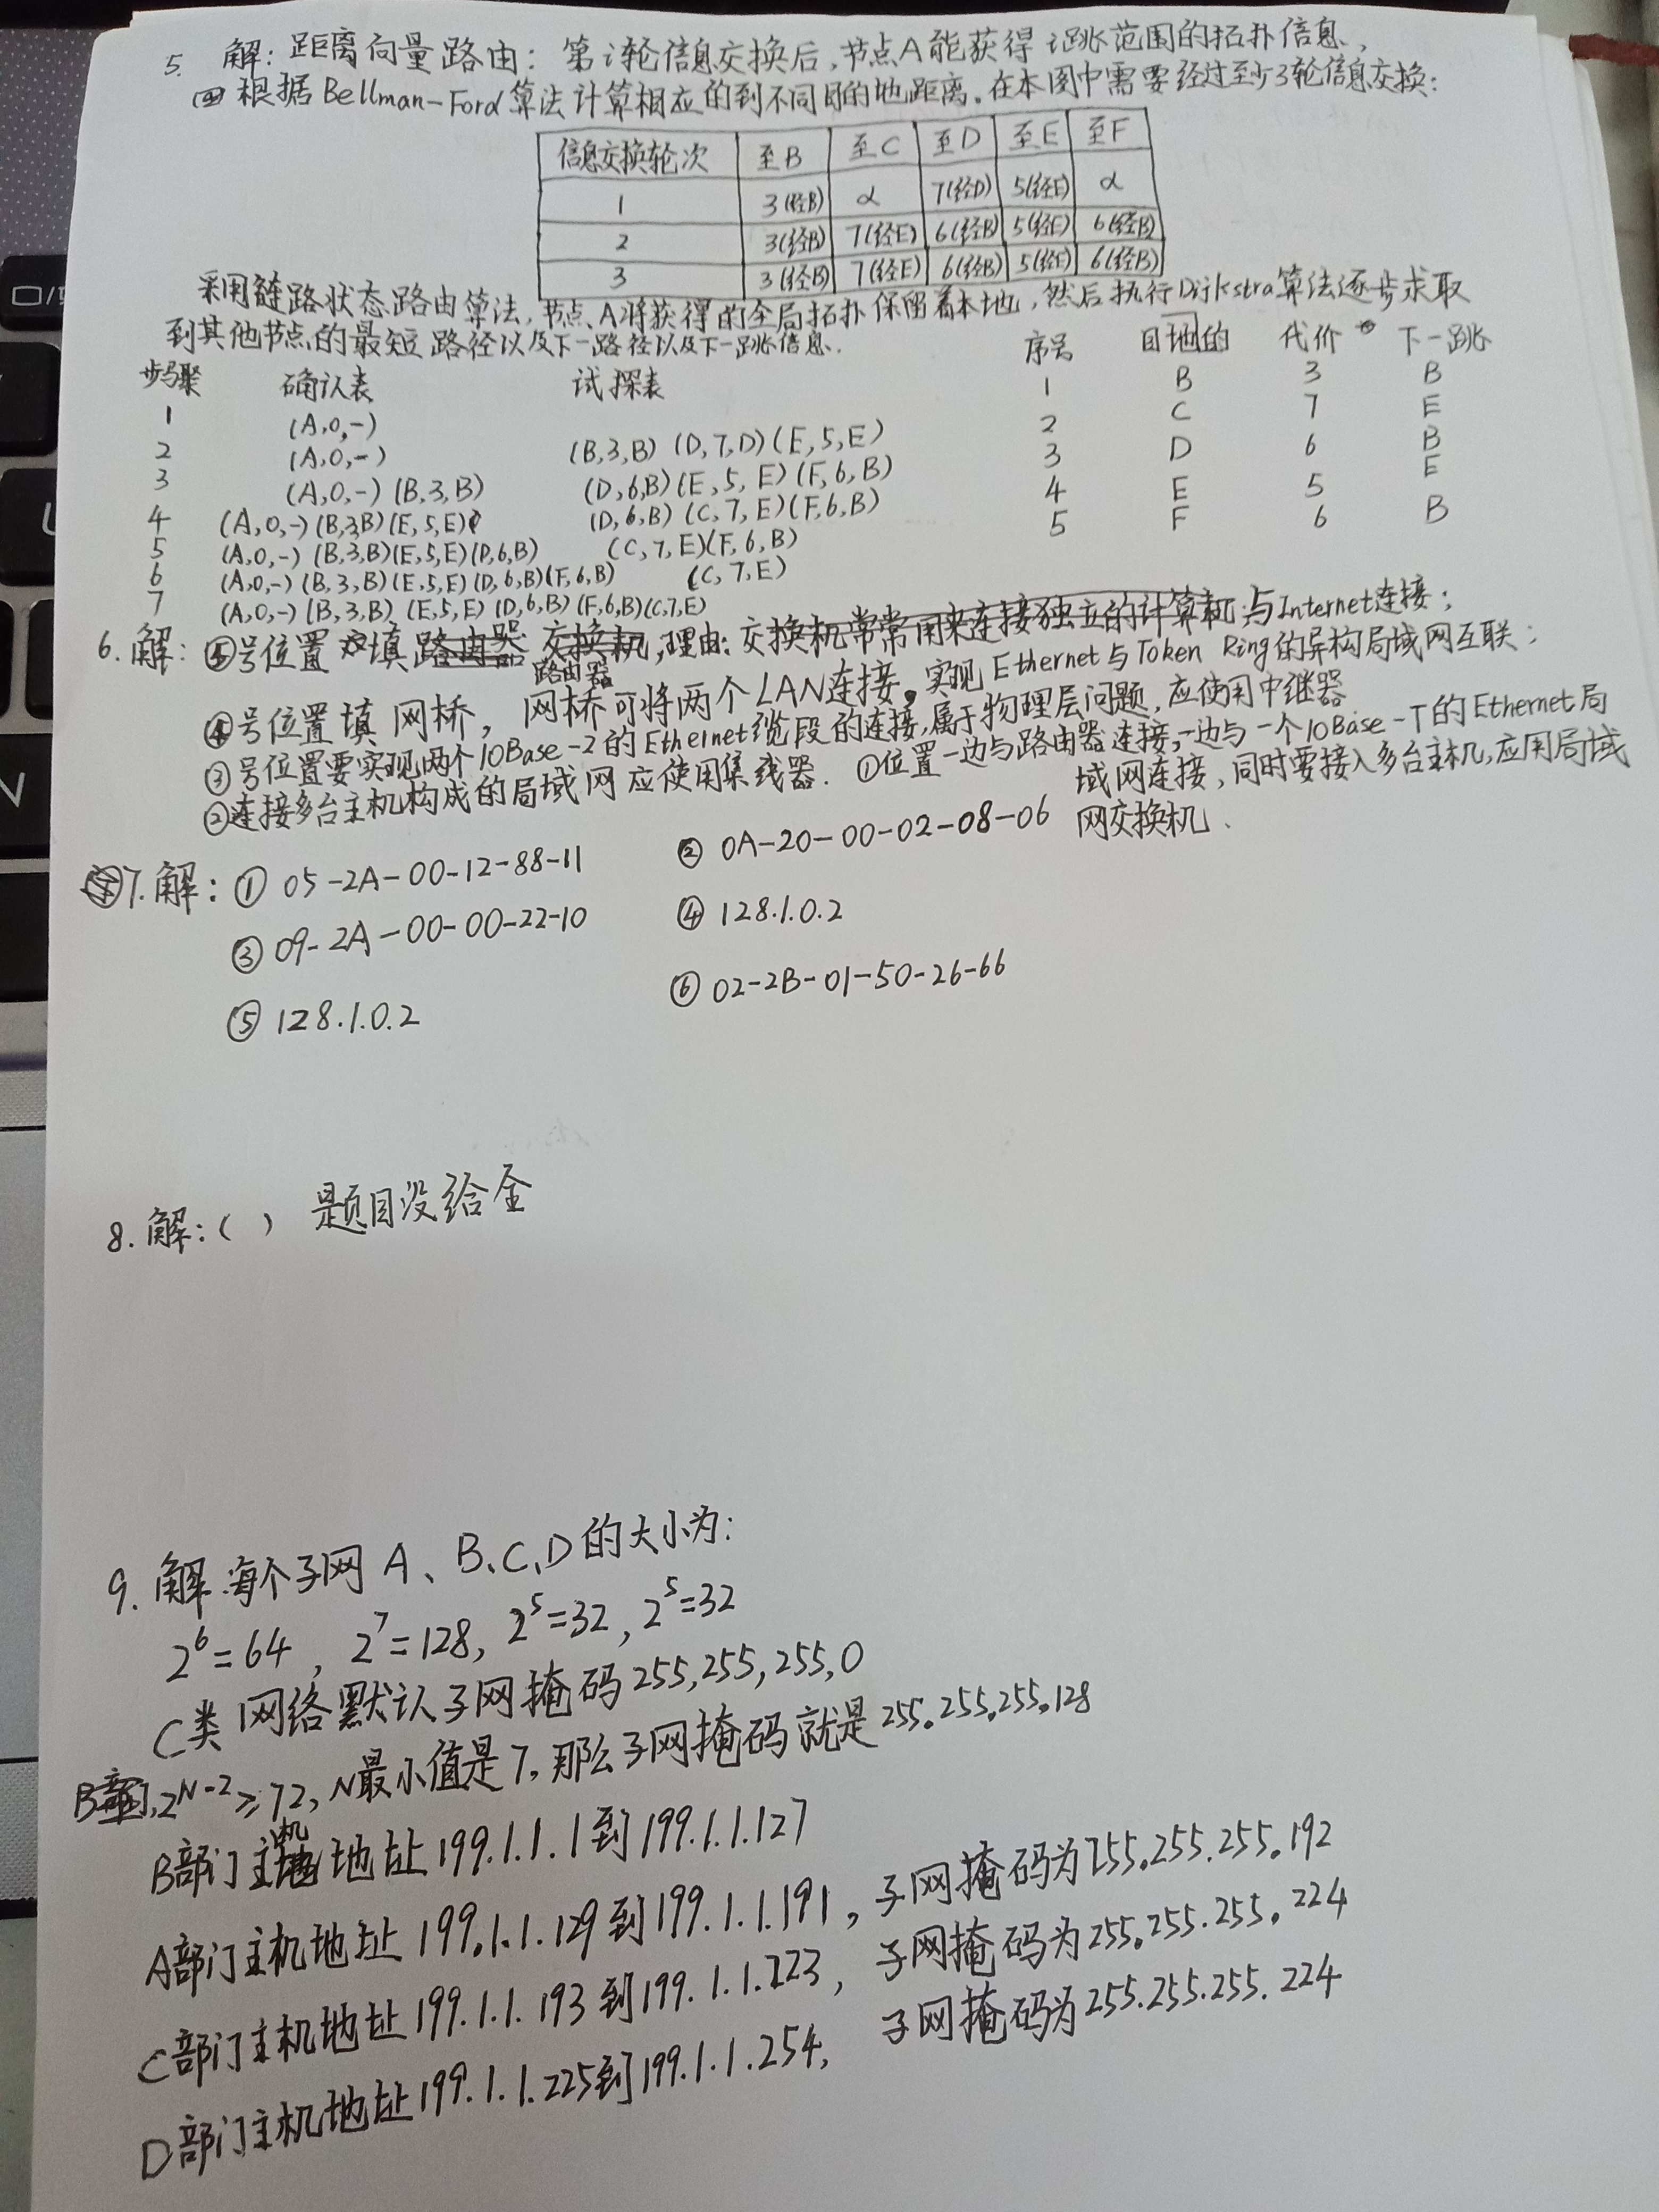 5. 解: 距离向量路由: 第i轮信息交换后,节点A能获得i跳范围的拓扑信息,
根据Bellman-Ford算法计算相应的到不同目的地距离.在本图中需要经过至少3轮信息交换:
信息交换轮次 至B 至C 至D 至E 至F
1 3(经B) α 7(经D) 5(经E) α
2 3(经B) 7(经E) 6(经B) 5(经E) 6(经B)
3 3(经B) 7(经E) 6(经B) 5(经E) 6(经B)
采用链路状态路由算法,节点A将获得的全局拓扑保留着本地,然后执行Dijkstra算法逐步求取
到其他节点的最短路径以及下一路径以及下一跳信息.
步骤 确认表 试探表
1 (A,0,-)
2 (A,0,-) (B,3,B) (D,7,D) (E,5,E)
3 (A,0,-) (B,3,B) (D,6,B) (E,5,E) (F,6,B)
4 (A,0,-) (B,3,B) (E,5,E) (D,6,B) (C,7,E) (F,6,B)
5 (A,0,-) (B,3,B) (E,5,E) (D,6,B) (C,7,E) (F,6,B)
6 (A,0,-) (B,3,B) (E,5,E) (D,6,B) (F,6,B) (C,7,E)
7 (A,0,-) (B,3,B) (E,5,E) (D,6,B) (F,6,B) (C,7,E)
序号 目地的 代价 下一跳
1 B 3 B
2 C 7 E
3 D 6 B
4 E 5 E
5 F 6 B
6. 解: ⑤号位置填路由器 交换机,理由: 交换机常常用来连接独立的计算机 与Internet连接;
路由器
④号位置填网桥, 网桥可将两个LAN连接, 实现Ethernet与Token Ring的异构局域网互联;
③号位置要实现两个10Base-2的Ethernet缆段的连接,属于物理层问题,应使用中继器
②连接多台主机构成的局域网应使用集线器. ①位置一边与路由器连接,一边与一个10Base-T的Ethernet局
域网连接,同时要接入多台主机,应用局域
网交换机.
7. 解: ① 05-2A-00-12-88-11 ② 0A-20-00-02-08-06
③ 09-2A-00-00-22-10 ④ 128.1.0.2
⑤ 128.1.0.2 ⑥ 02-2B-01-50-26-66
8. 解: ( ) 题目没给全
9. 解: 每个子网A、B、C、D的大小为:
2⁶=64, 2⁷=128, 2⁵=32, 2⁵=32
C类网络默认子网掩码255,255,255,0
B部门,2ᴺ⁻²≥72,N最小值是7,那么子网掩码就是255.255.255.128
B部门主机地址199.1.1.1到199.1.1.127
A部门主机地址199.1.1.129到199.1.1.191,子网掩码为255.255.255.192
C部门主机地址199.1.1.193到199.1.1.223,子网掩码为255.255.255.224
D部门主机地址199.1.1.225到199.1.1.254,子网掩码为255.255.255.224